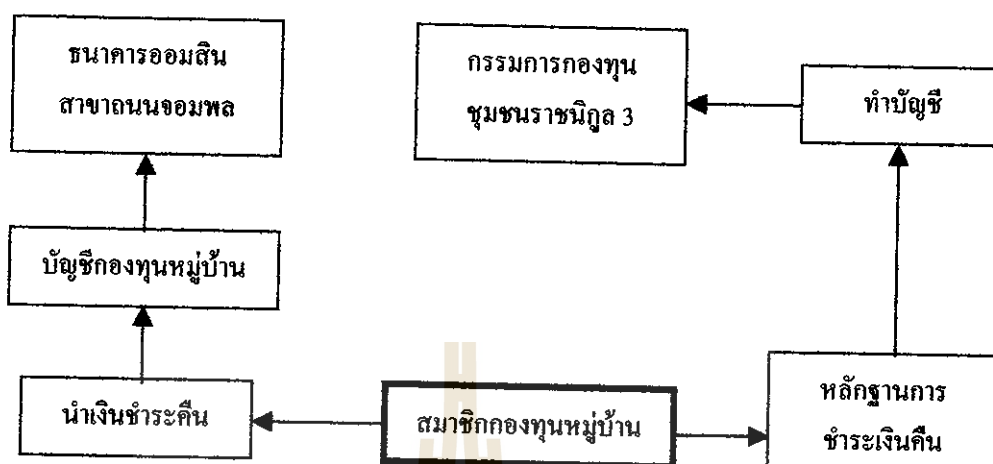 ธนาคารออมสิน
สาขาถนนจอมพล
กรรมการกองทุน
ชุมชนราชนิกูล 3
ทำบัญชี
บัญชีกองทุนหมู่บ้าน
นำเงินชำระคืน
สมาชิกกองทุนหมู่บ้าน
หลักฐานการ
ชำระเงินคืน